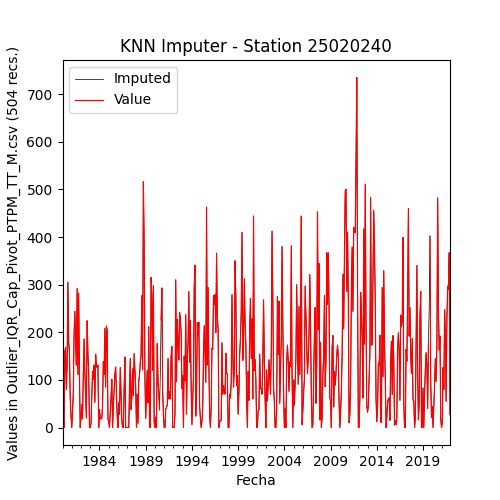 KNN Imputer - Station 25020240
Imputed
Value
700
600
500
400
300
200
100
0
Values in Outlier_IQR_Cap_Pivot_PTPM_TT_M.csv (504 recs.)
1984 1989 1994 1999 2004 2009 2014 2019
Fecha